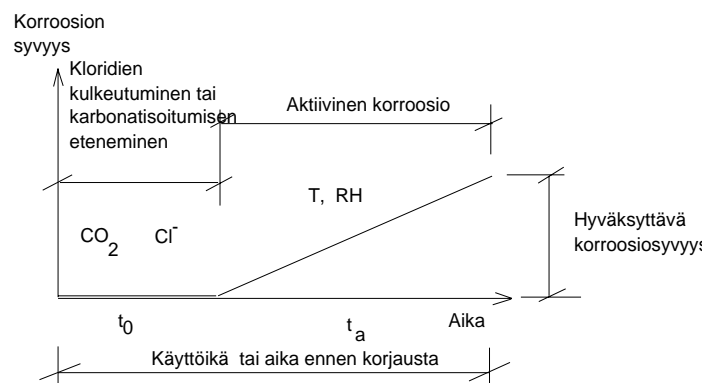 Korroosion
syvyys
Kloridien
kulkeutuminen tai
karbonatisoitumisen
eteneminen
Aktiivinen korroosio
T, RH
CO2 Cl-
Hyväksyttävä
korroosiosyvyys
t0
ta
Aika
Käyttöikä tai aika ennen korjausta